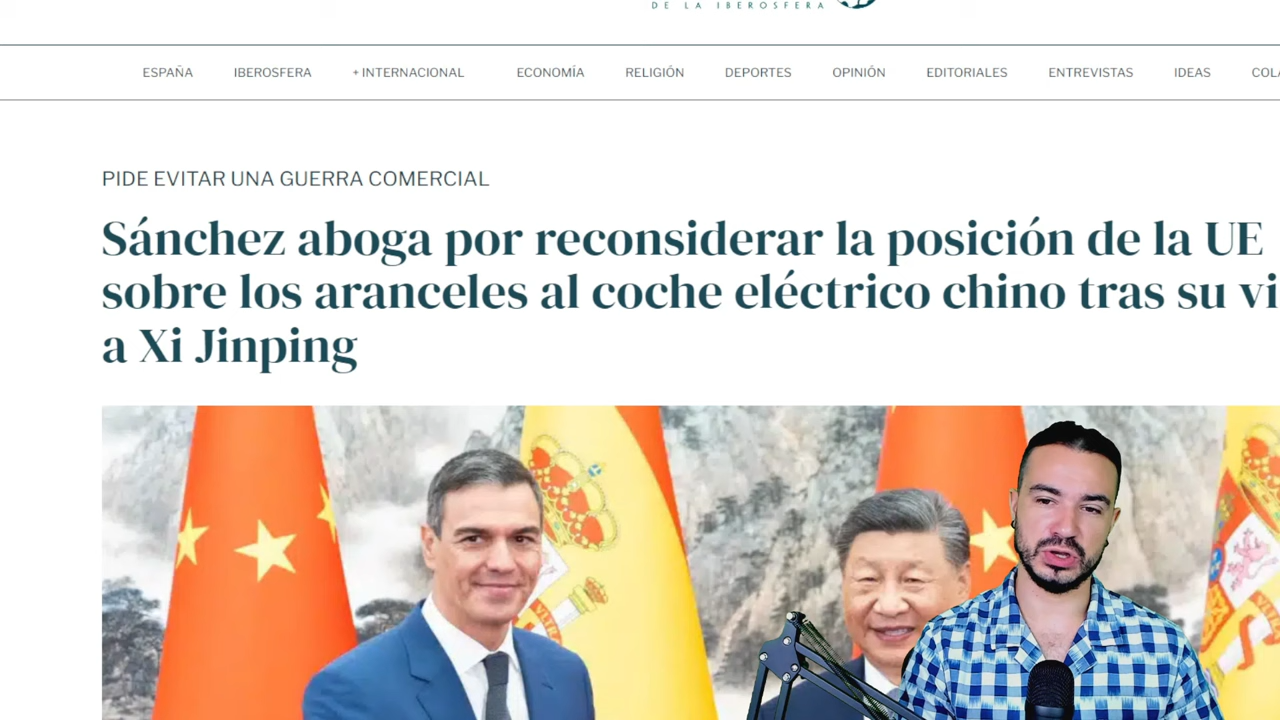 DE LA IBEROSFERA
ESPAÑA IBEROSFERA + INTERNACIONAL ECONOMÍA RELIGIÓN DEPORTES OPINIÓN EDITORIALES ENTREVISTAS IDEAS COLA
PIDE EVITAR UNA GUERRA COMERCIAL
Sánchez aboga por reconsiderar la posición de la UE
sobre los aranceles al coche eléctrico chino tras su vi
a Xi Jinping